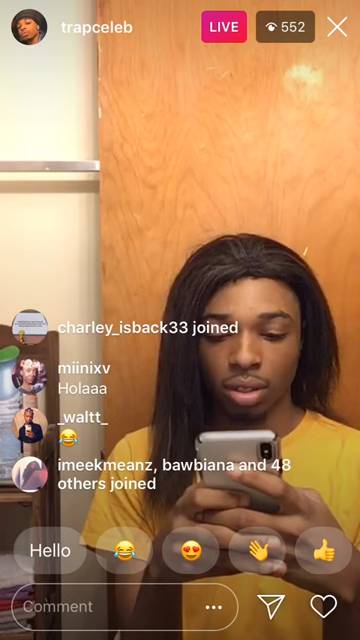 trapceleb
LIVE
552
charley_isback33 joined
miinixv
Holaaa
_waltt_
😂
imeekmeanz, bawbiana and 48
others joined
Hello 😂 😍 👋 👍
Comment